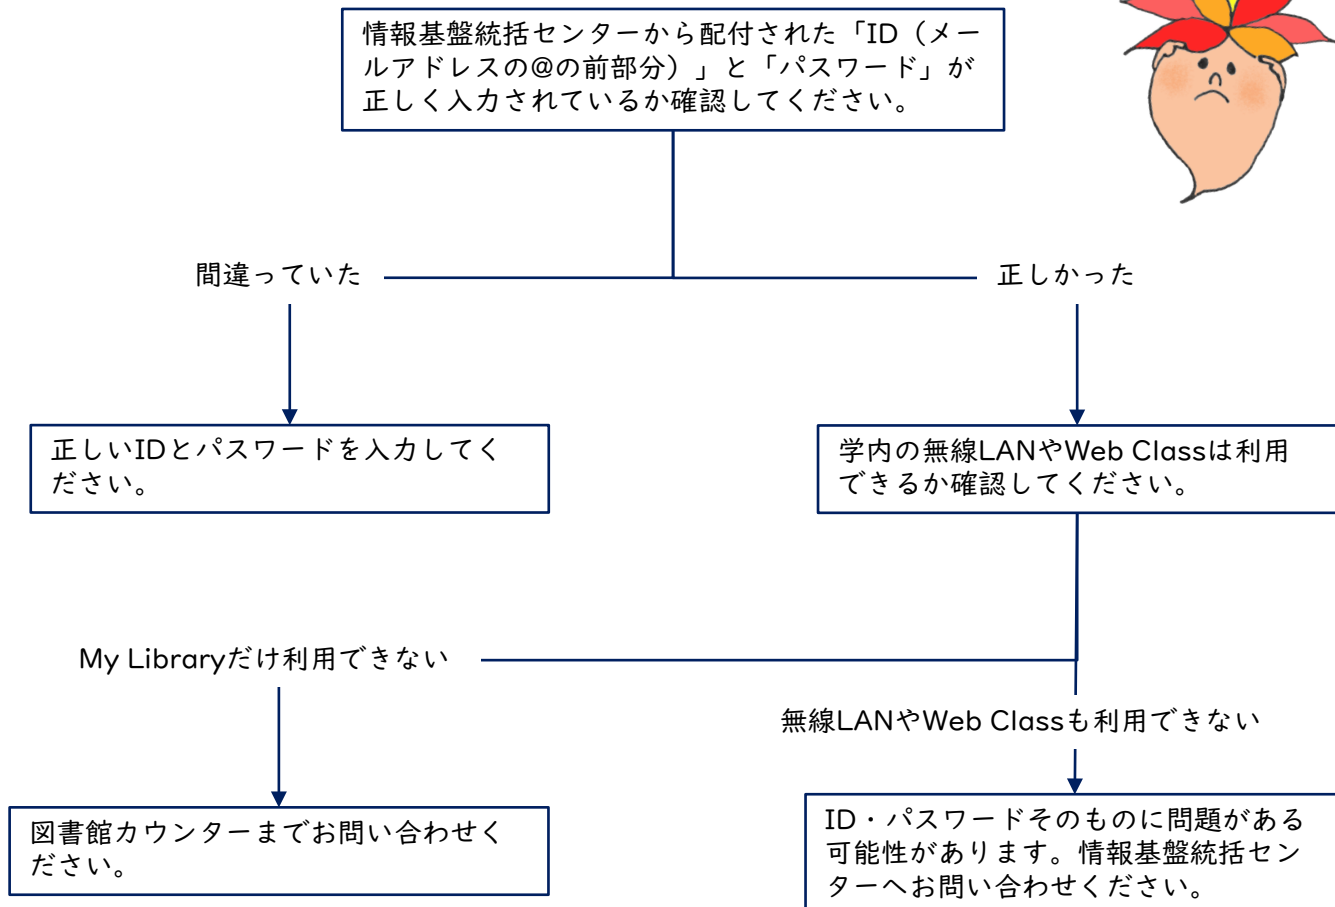 情報基盤統括センターから配付された「ID（メー
ルアドレスの@の前部分）」と「パスワード」が
正しく入力されているか確認してください。
間違っていた
正しかった
正しいIDとパスワードを入力してく
ださい。
学内の無線LANやWeb Classは利用
できるか確認してください。
My Libraryだけ利用できない
無線LANやWeb Classも利用できない
図書館カウンターまでお問い合わせく
ださい。
ID・パスワードそのものに問題がある
可能性があります。情報基盤統括セン
ターへお問い合わせください。